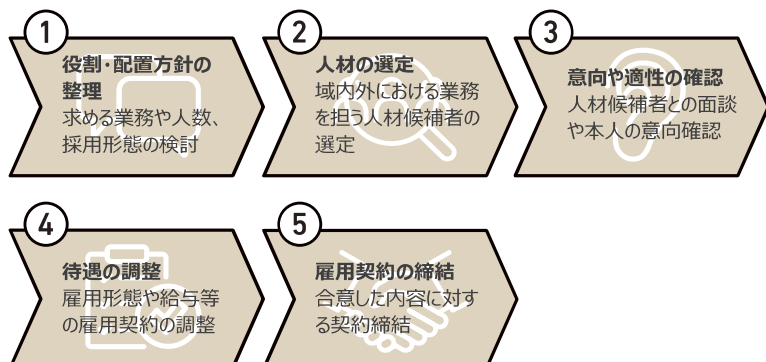 1
役割・配置方針の
整理
求める業務や人数、
採用形態の検討
2
人材の選定
域内外における業務
を担う人材候補者の
選定
3
意向や適性の確認
人材候補者との面談
や本人の意向確認
4
待遇の調整
雇用形態や給与等
の雇用契約の調整
5
雇用契約の締結
合意した内容に対す
る契約締結